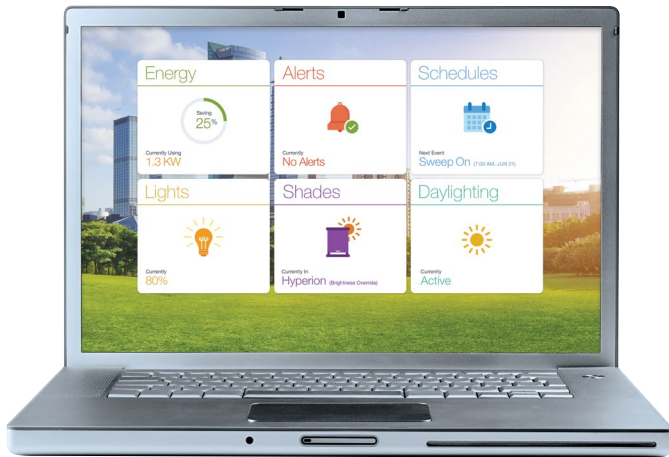 Energy
Saving
25%
Currently Using
1.3 KW
Alerts
Currently
No Alerts
Schedules
Next Event
Sweep On (7:00 AM, JUN 21)
Lights
Currently
80%
Shades
Currently In
Hyperion (Brightness Override)
Daylighting
Currently
Active